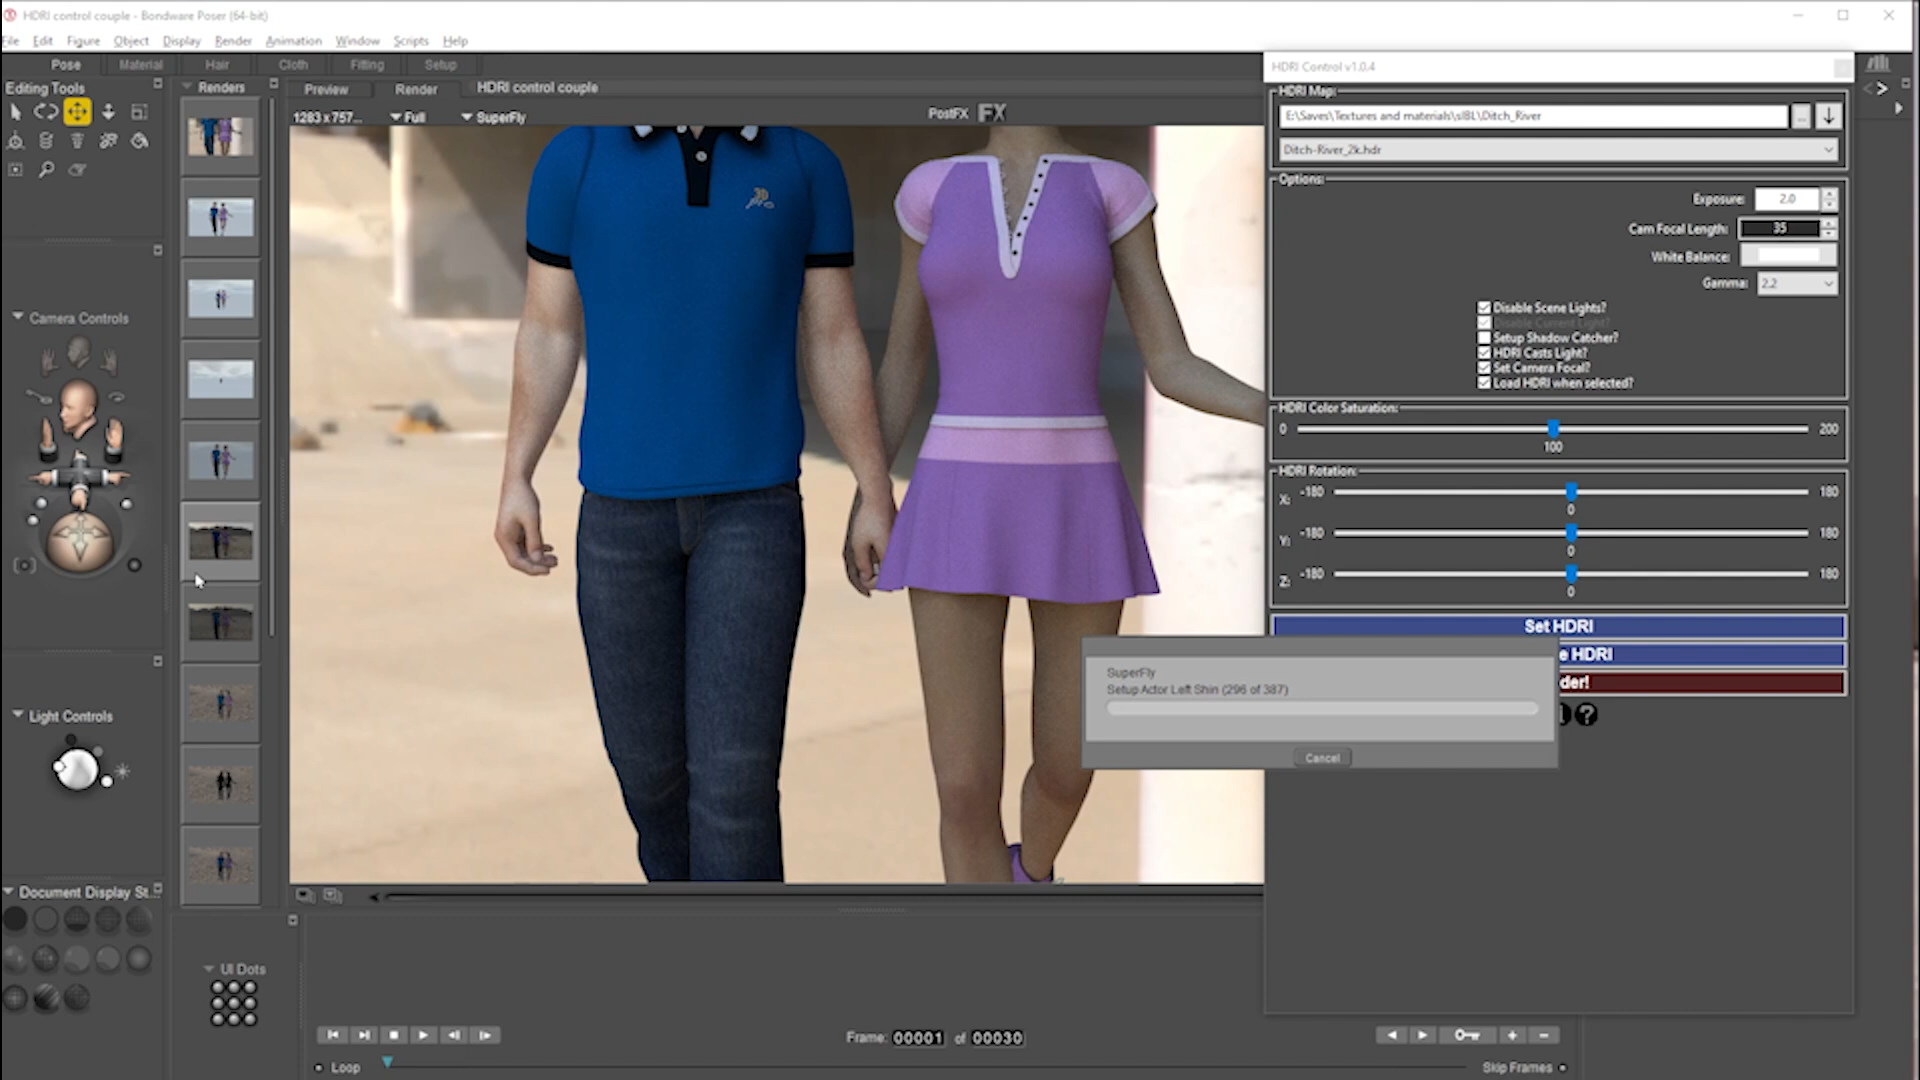 HDRI control couple - Bondware Poser (64-bit)
File Edit Figure Object Display Render Animation Window Scripts Help
Pose Material Hair Cloth Fitting Setup
Editing Tools
Renders
Preview Render HDRI control couple
1283 x 757... Full SuperFly PostFX FX
HDRI Control v1.0.4
HDRI Map:
E:\Saves\Textures and materials\sIBL\Ditch_River ...
Ditch-River_2k.hdr
Options:
Exposure: 2.0
Cam Focal Length: 35
White Balance:
Gamma: 2.2
Disable Scene Lights?
Disable Current Light?
Setup Shadow Catcher?
HDRI Casts Light?
Set Camera Focal?
Load HDRI when selected?
HDRI Color Saturation:
0 200
100
HDRI Rotation:
X: -180 180
0
Y: -180 180
0
Z: -180 180
0
Set HDRI
e HDRI
der!
?
SuperFly
Setup Actor Left Shin (296 of 387)
Cancel
Camera Controls
Light Controls
Document Display St...
UI Dots
Frame: 00001 of 00030
Loop
Skip Frames